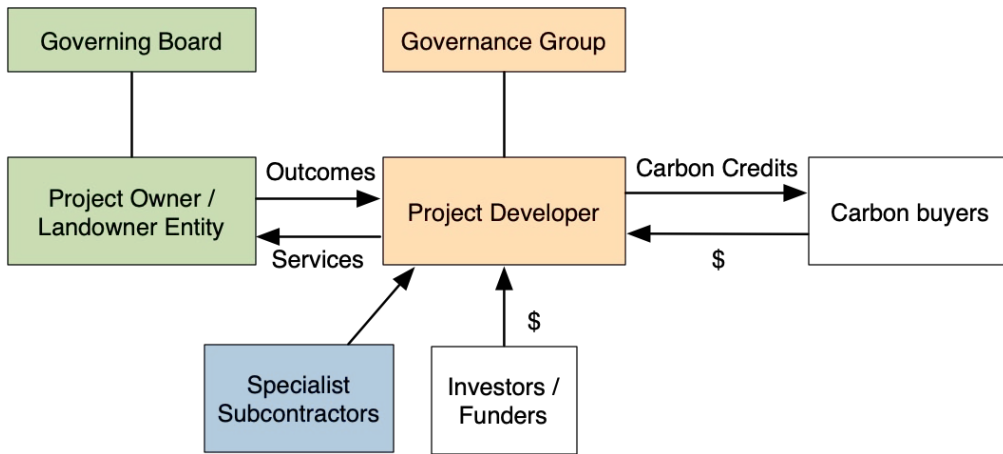 Governing Board
Governance Group
Outcomes
Carbon Credits
Project Owner /
Landowner Entity
Project Developer
Carbon buyers
Services
$
$
Specialist
Subcontractors
Investors /
Funders